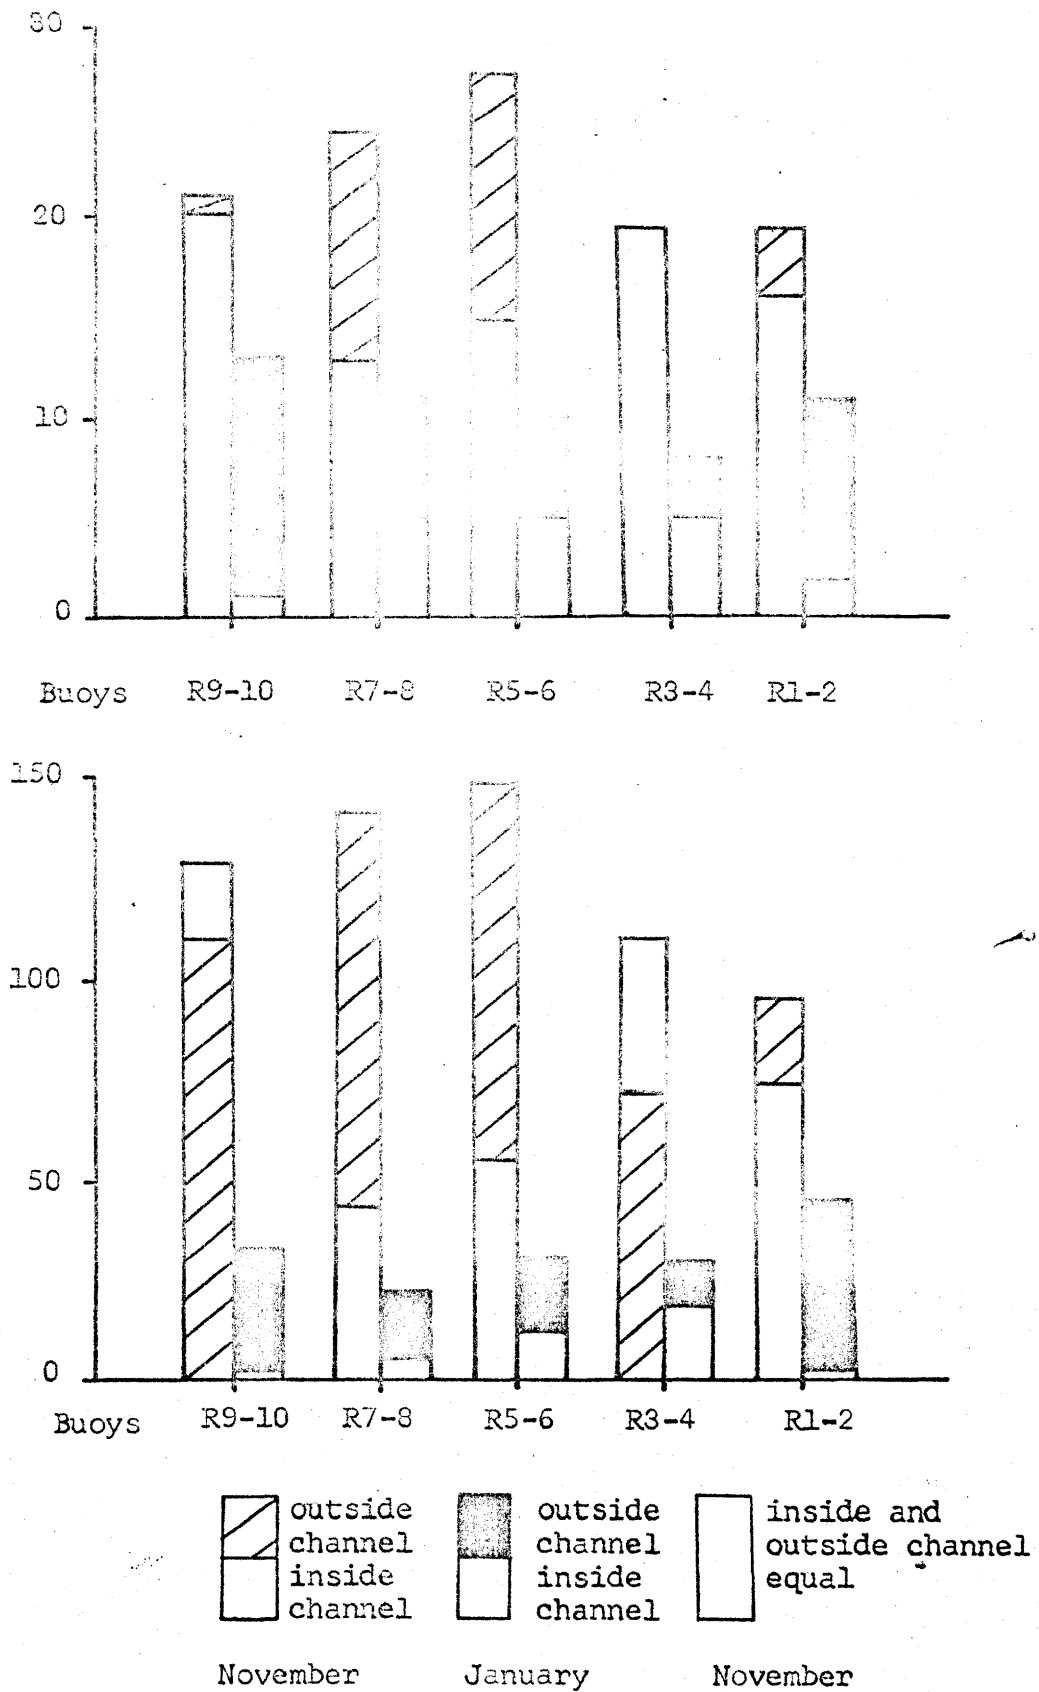 30
20
10
0
Buoys R9-10 R7-8 R5-6 R3-4 R1-2
150
100
50
0
Buoys R9-10 R7-8 R5-6 R3-4 R1-2
outside
channel
inside
channel
November
outside
channel
inside
channel
January
inside and
outside channel
equal
November